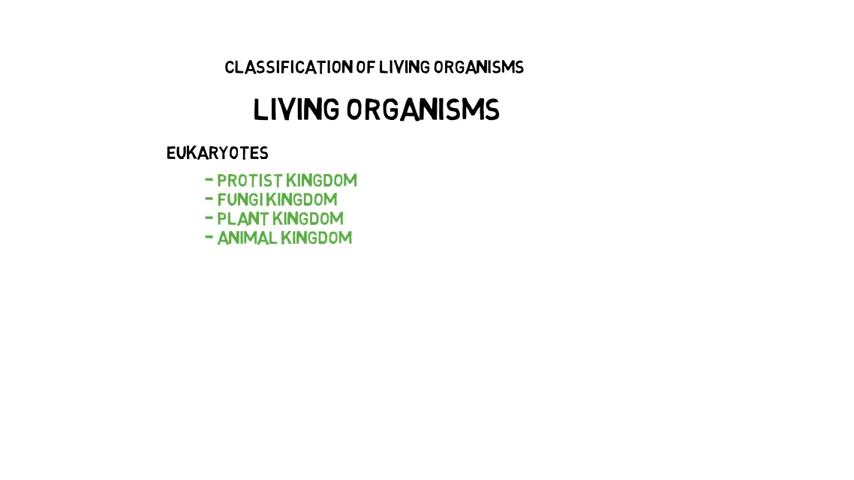 CLASSIFICATION OF LIVING ORGANISMS
LIVING ORGANISMS
EUKARYOTES
- PROTIST KINGDOM
- FUNGI KINGDOM
- PLANT KINGDOM
- ANIMAL KINGDOM